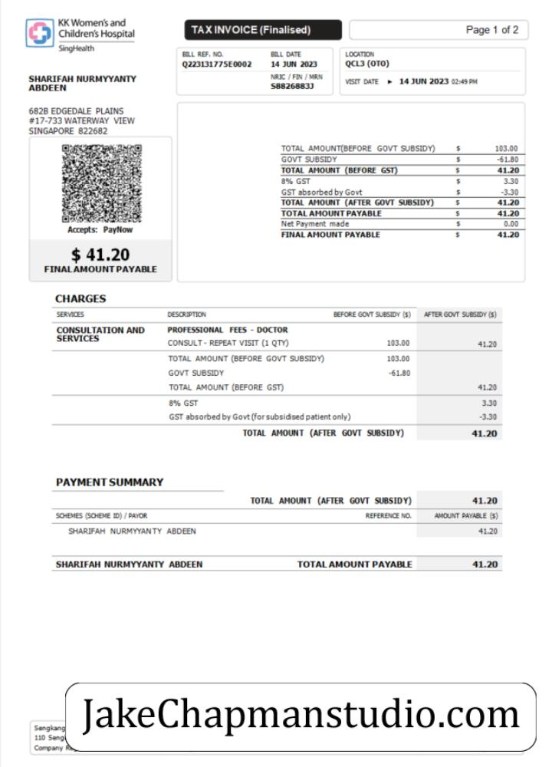 KK Women's and
Children's Hospital
SingHealth
TAX INVOICE (Finalised)
Page 1 of 2
BILL REF. NO.
Q223131775E0002
BILL DATE
14 JUN 2023
NRIC / FIN / MRN
S8826883J
LOCATION
QCL3 (OTO)
VISIT DATE ► 14 JUN 2023 02:49 PM
SHARIFAH NURMYYANTY
ABDEEN
682B EDGEDALE PLAINS
#17-733 WATERWAY VIEW
SINGAPORE 822682
Accepts: PayNow
$ 41.20
FINAL AMOUNT PAYABLE
TOTAL AMOUNT(BEFORE GOVT SUBSIDY) $ 103.00
GOVT SUBSIDY $ -61.80
TOTAL AMOUNT (BEFORE GST) $ 41.20
8% GST $ 3.30
GST absorbed by Govt $ -3.30
TOTAL AMOUNT (AFTER GOVT SUBSIDY) $ 41.20
TOTAL AMOUNT PAYABLE $ 41.20
Net Payment made $ 0.00
FINAL AMOUNT PAYABLE $ 41.20
CHARGES
SERVICES DESCRIPTION BEFORE GOVT SUBSIDY ($) AFTER GOVT SUBSIDY ($)
CONSULTATION AND
SERVICES
PROFESSIONAL FEES - DOCTOR
CONSULT - REPEAT VISIT (1 QTY) 103.00 41.20
TOTAL AMOUNT (BEFORE GOVT SUBSIDY) 103.00
GOVT SUBSIDY -61.80
TOTAL AMOUNT (BEFORE GST) 41.20
8% GST 3.30
GST absorbed by Govt (for subsidised patient only) -3.30
TOTAL AMOUNT (AFTER GOVT SUBSIDY) 41.20
PAYMENT SUMMARY
TOTAL AMOUNT (AFTER GOVT SUBSIDY) 41.20
SCHEMES (SCHEME ID) / PAYOR REFERENCE NO. AMOUNT PAYABLE ($)
SHARIFAH NURMYYANTY ABDEEN 41.20
SHARIFAH NURMYYANTY ABDEEN TOTAL AMOUNT PAYABLE 41.20
JakeChapmanstudio.com
Sengkang
110 Seng
Company